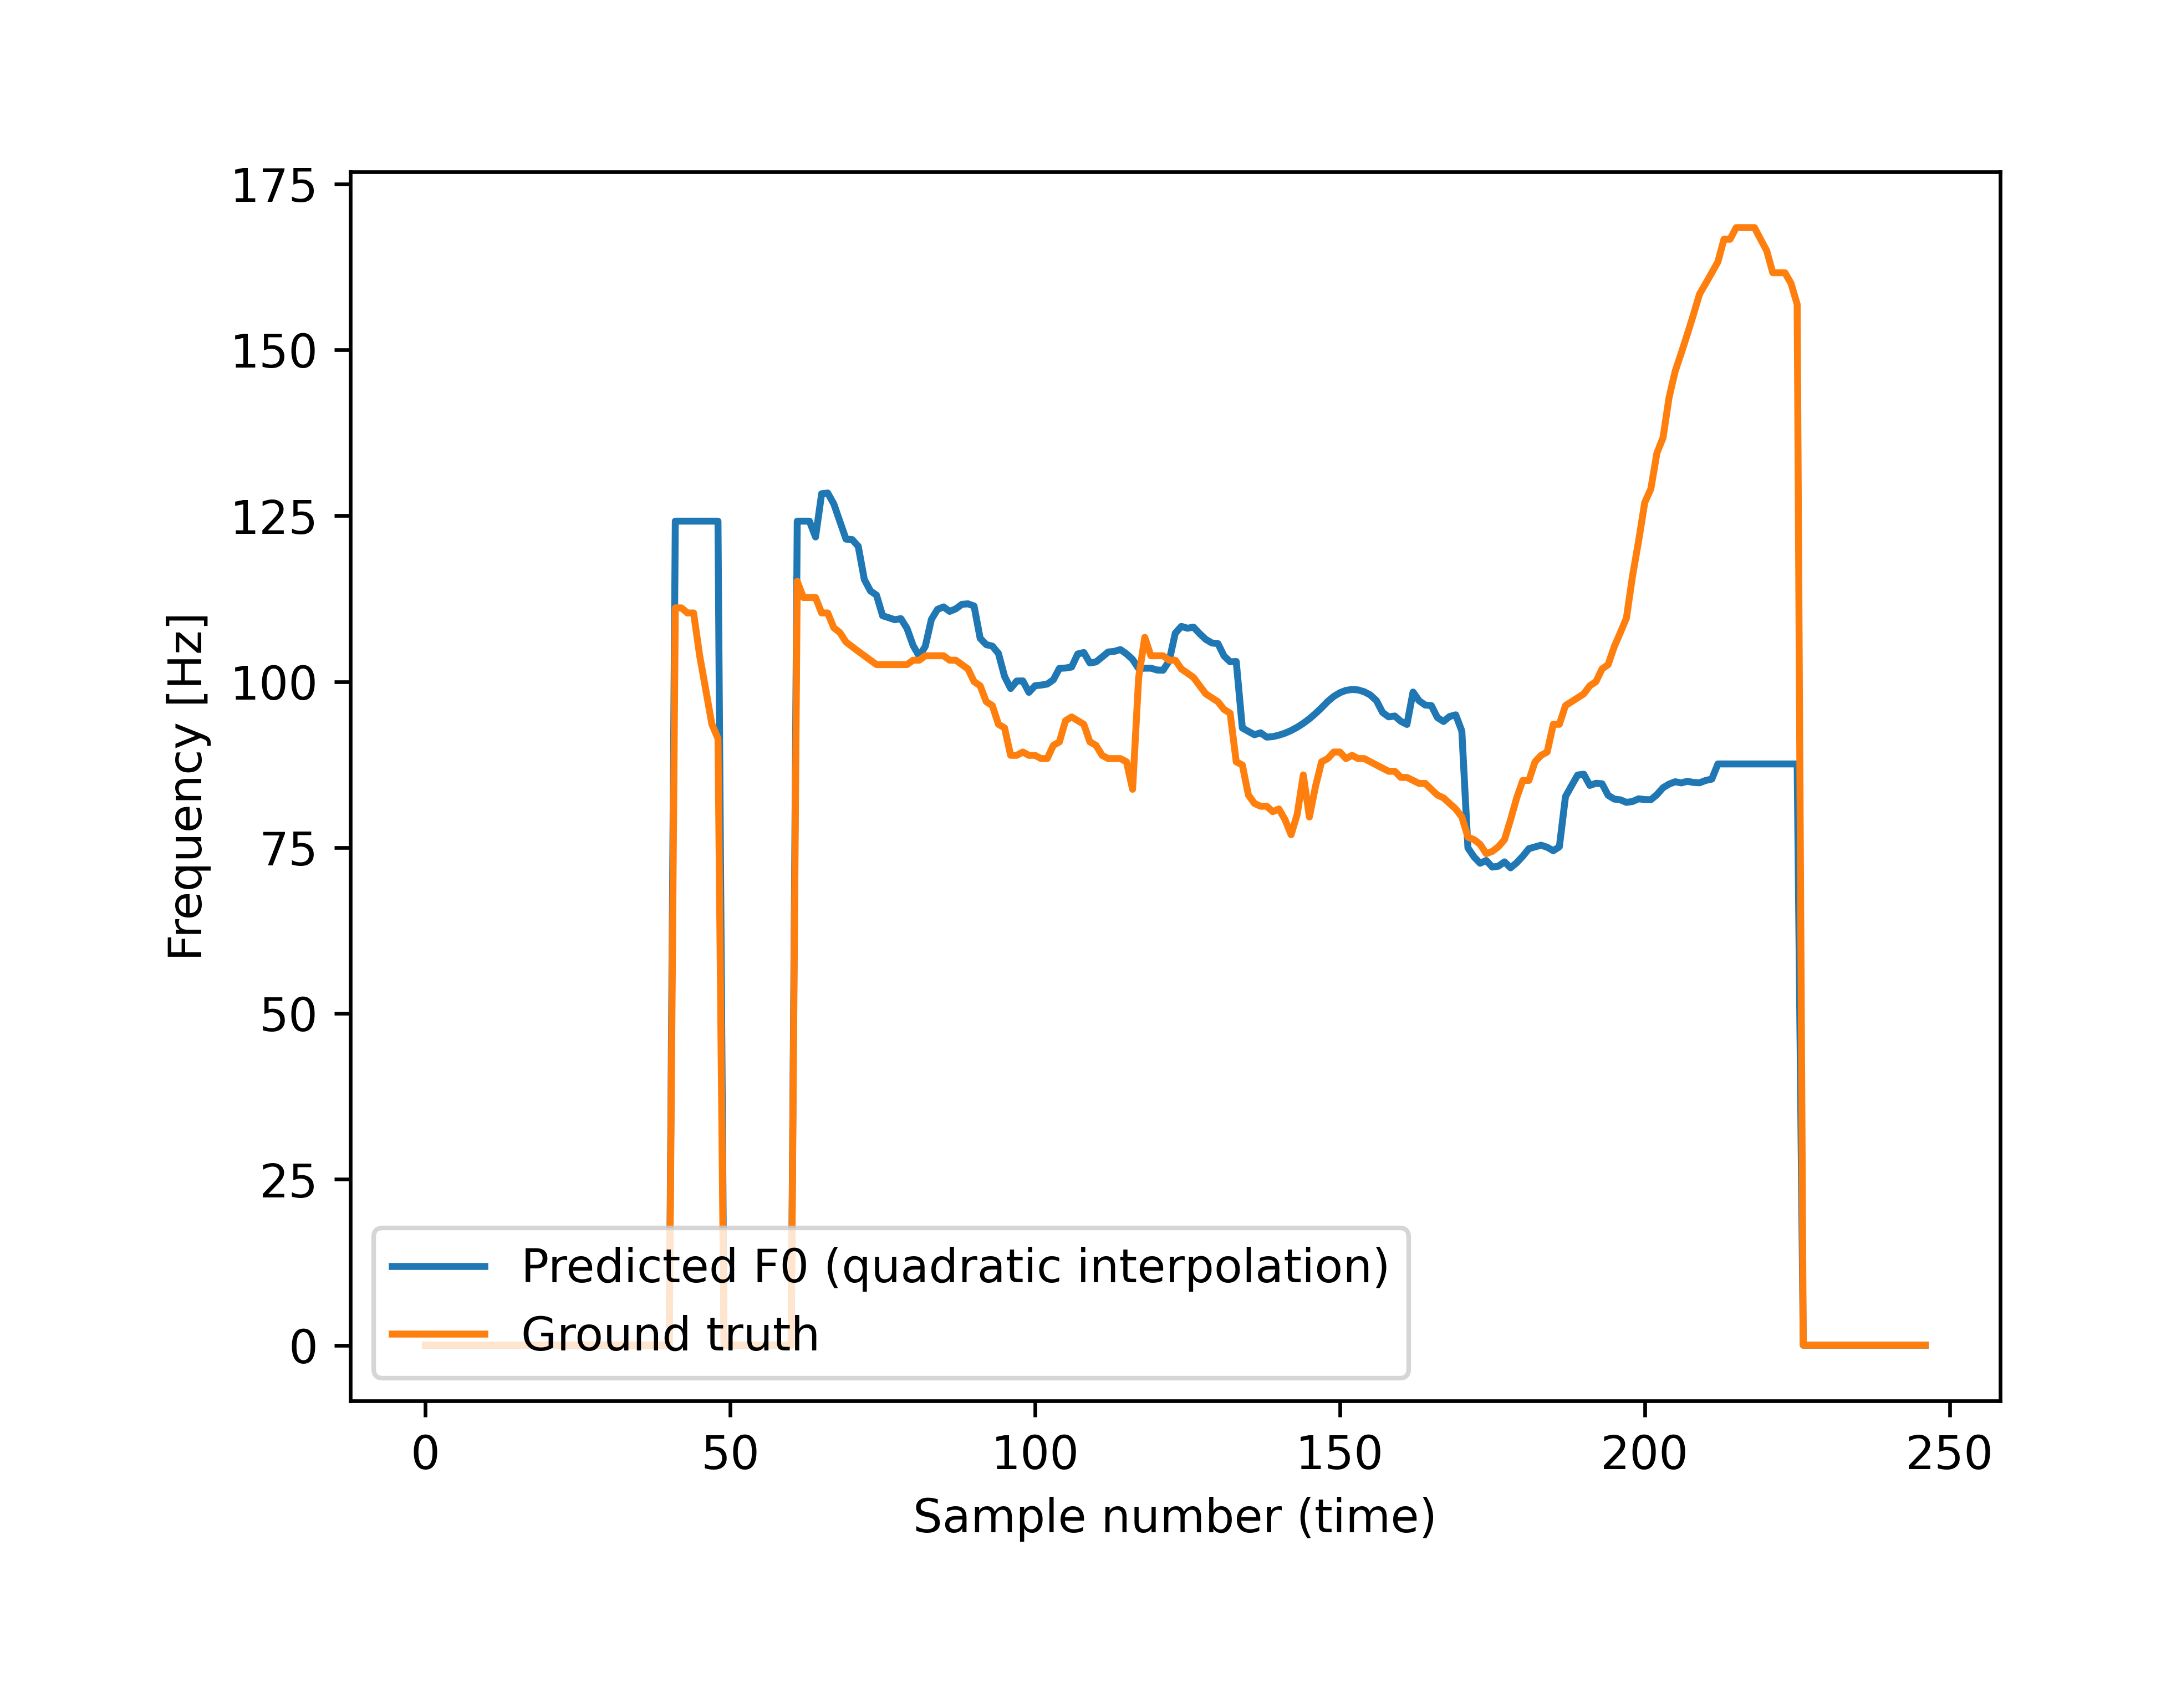 175
150
125
100
75
50
25
0
Frequency [Hz]
Predicted F0 (quadratic interpolation)
Ground truth
0 50 100 150 200 250
Sample number (time)